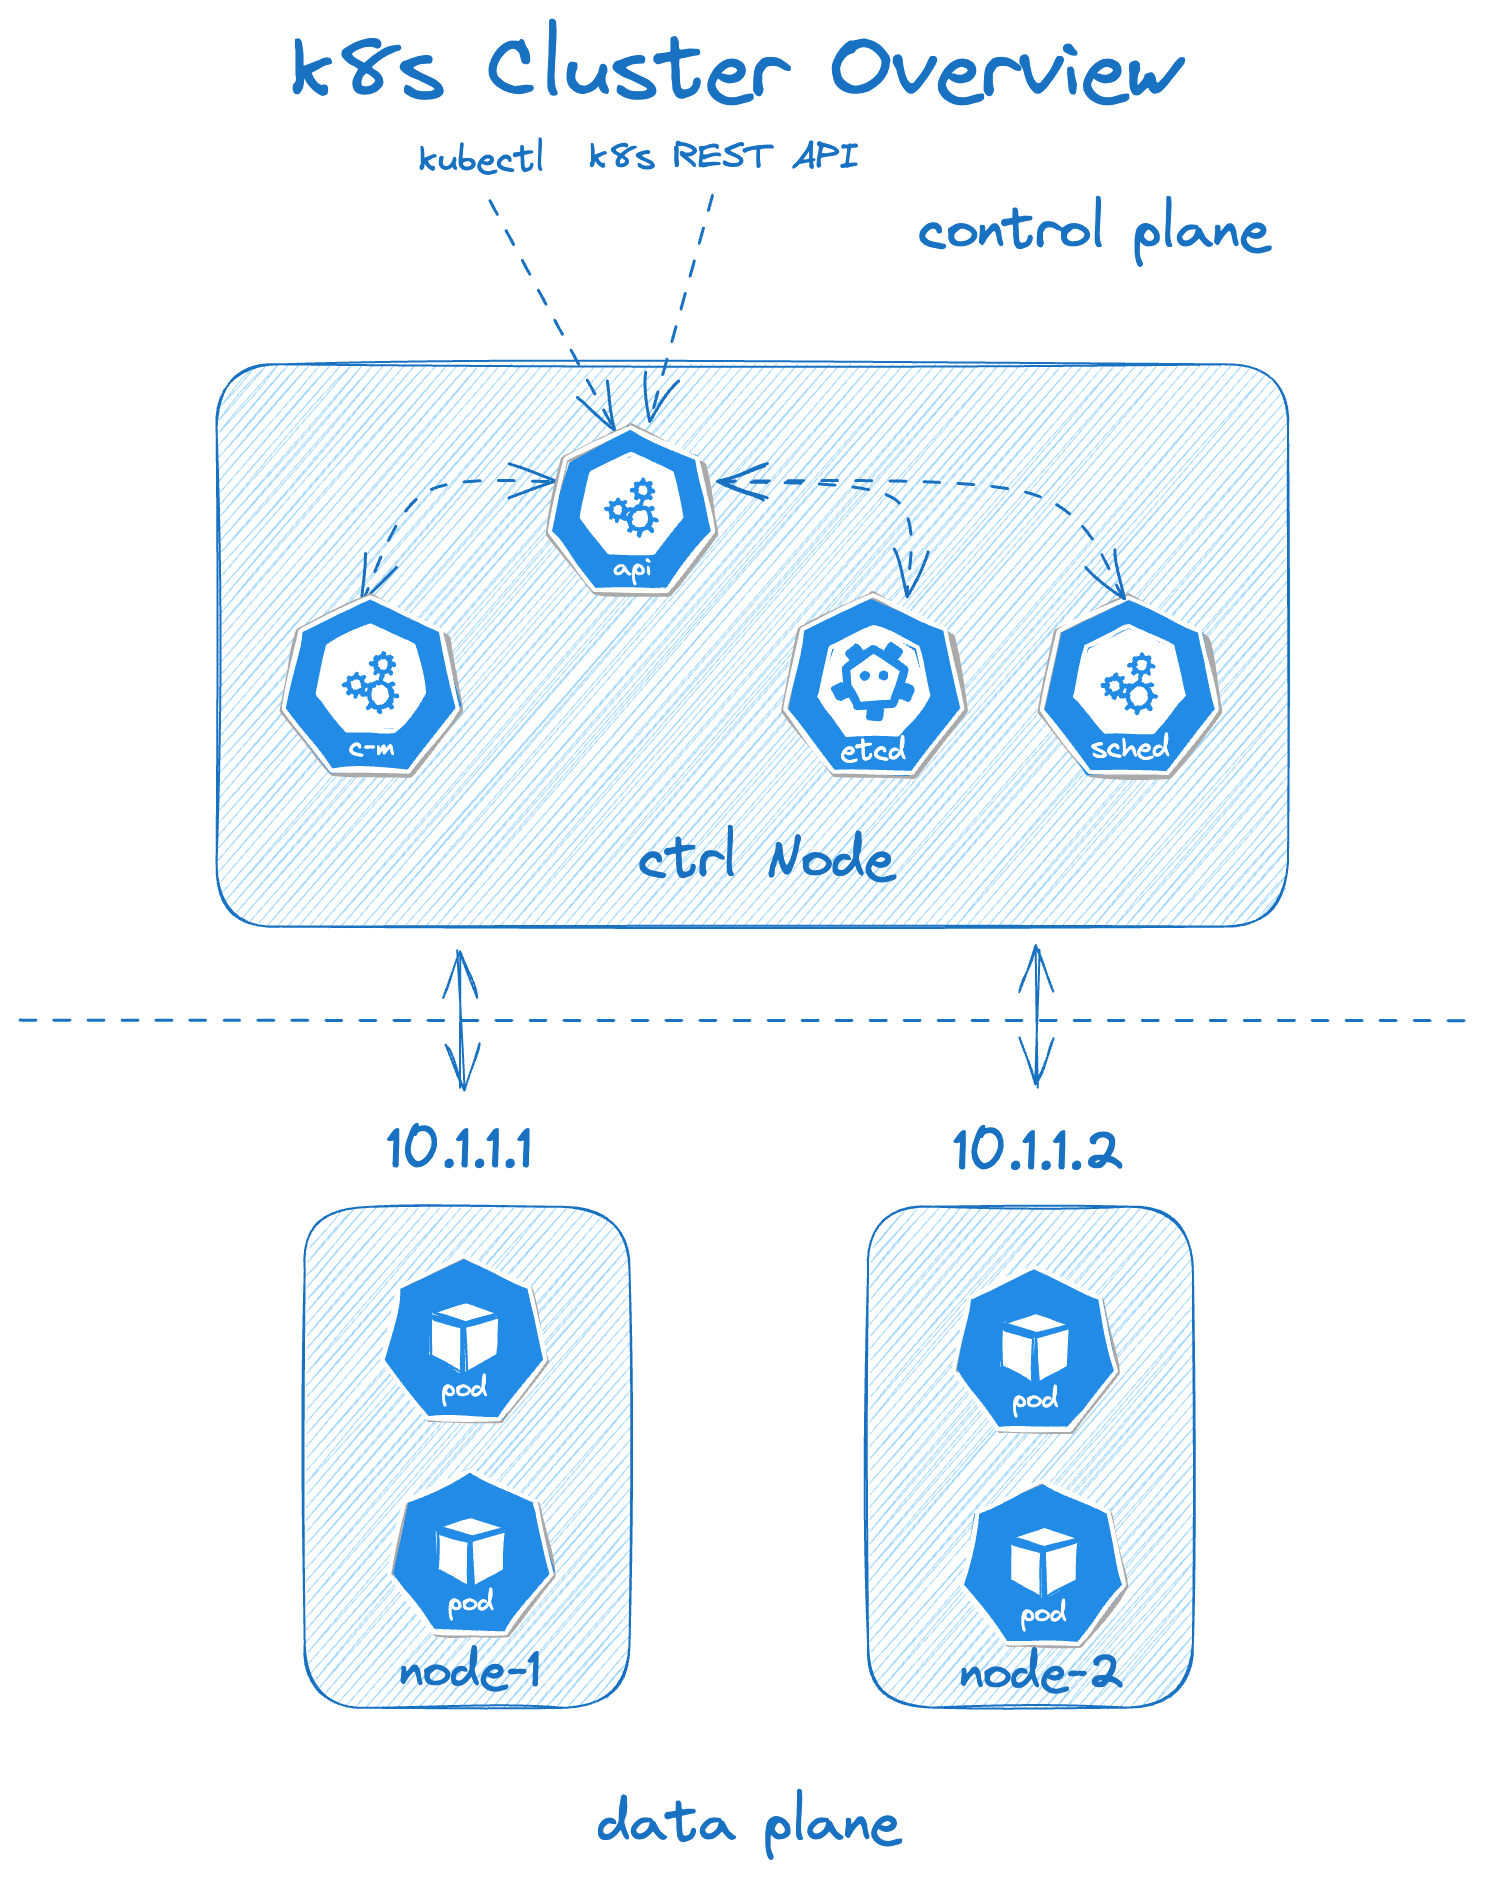 k8s Cluster Overview
kubectl
k8s REST API
control plane
api
c-m
etcd
sched
ctrl Node
10.1.1.1
10.1.1.2
pod
pod
pod
pod
node-1
node-2
data plane